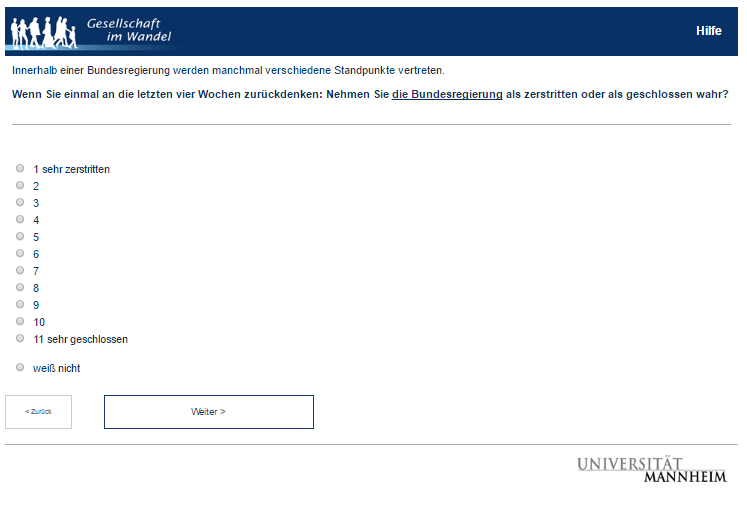 Gesellschaft
im Wandel
Hilfe
Innerhalb einer Bundesregierung werden manchmal verschiedene Standpunkte vertreten.
Wenn Sie einmal an die letzten vier Wochen zurückdenken: Nehmen Sie die Bundesregierung als zerstritten oder als geschlossen wahr?
1 sehr zerstritten
2
3
4
5
6
7
8
9
10
11 sehr geschlossen
weiß nicht
< Zurück
Weiter >
UNIVERSITÄT
MANNHEIM